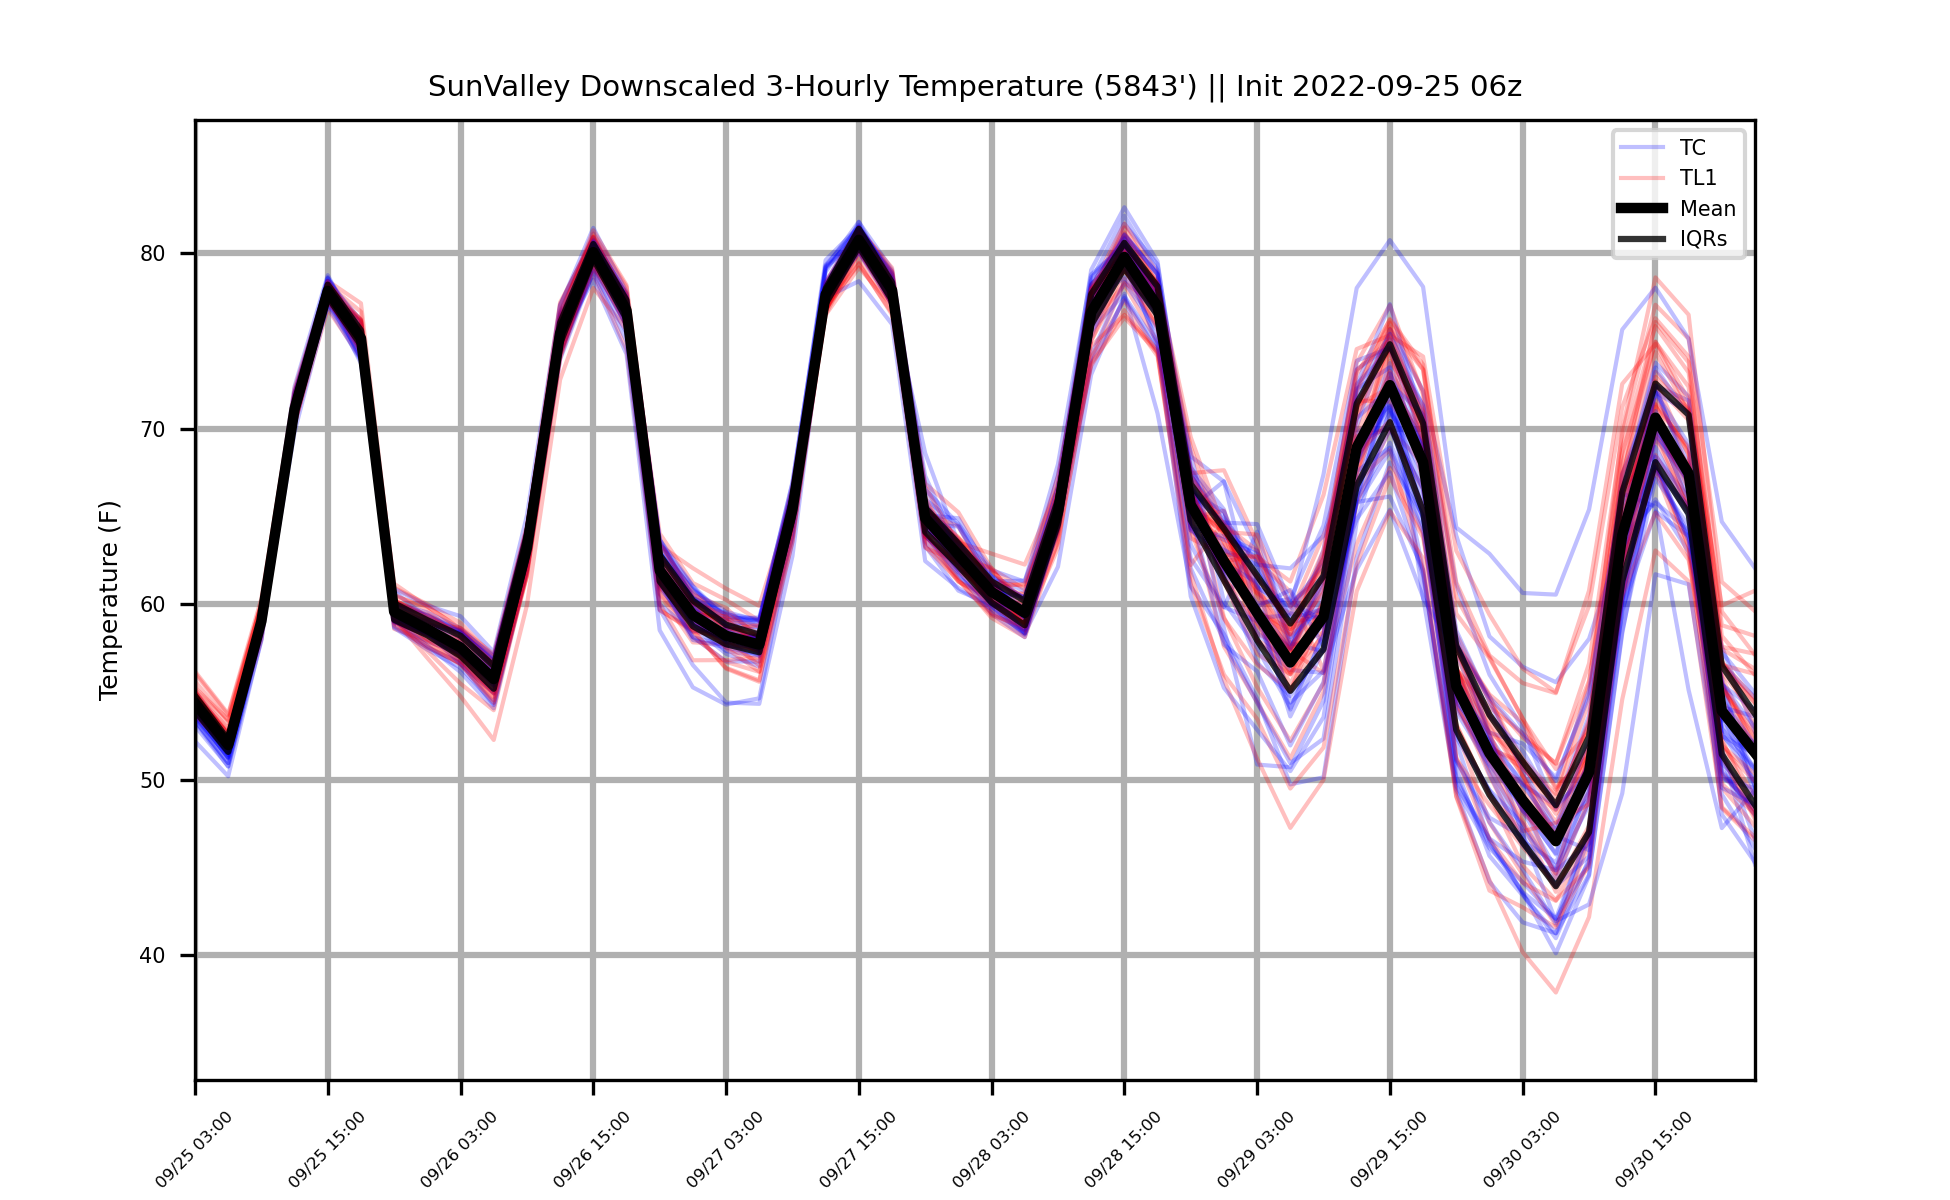 SunValley Downscaled 3-Hourly Temperature (5843') || Init 2022-09-25 06z
TC
TL1
Mean
IQRs
Temperature (F)
80
70
60
50
40
09/25 03:00
09/25 15:00
09/26 03:00
09/26 15:00
09/27 03:00
09/27 15:00
09/28 03:00
09/28 15:00
09/29 03:00
09/29 15:00
09/30 03:00
09/30 15:00